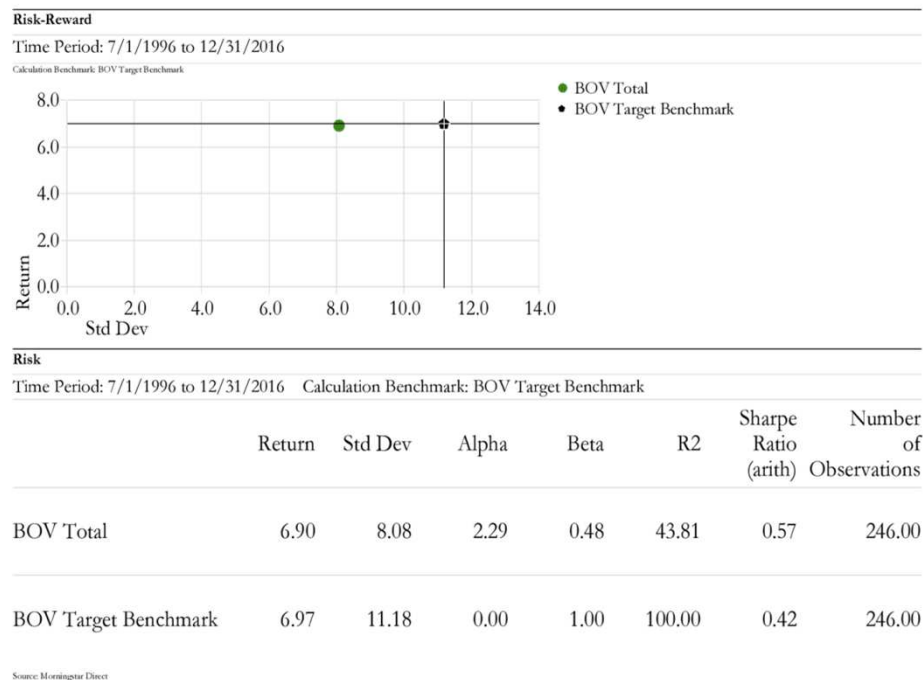 Risk-Reward
Time Period: 7/1/1996 to 12/31/2016
Calculation Benchmark: BOV Target Benchmark
BOV Total
BOV Target Benchmark
8.0
6.0
4.0
2.0
0.0
Return
0.0 2.0 4.0 6.0 8.0 10.0 12.0 14.0
Std Dev
Risk
Time Period: 7/1/1996 to 12/31/2016 Calculation Benchmark: BOV Target Benchmark
Return Std Dev Alpha Beta R2 Sharpe Ratio (arith) Number of Observations
BOV Total 6.90 8.08 2.29 0.48 43.81 0.57 246.00
BOV Target Benchmark 6.97 11.18 0.00 1.00 100.00 0.42 246.00
Source: Morningstar Direct